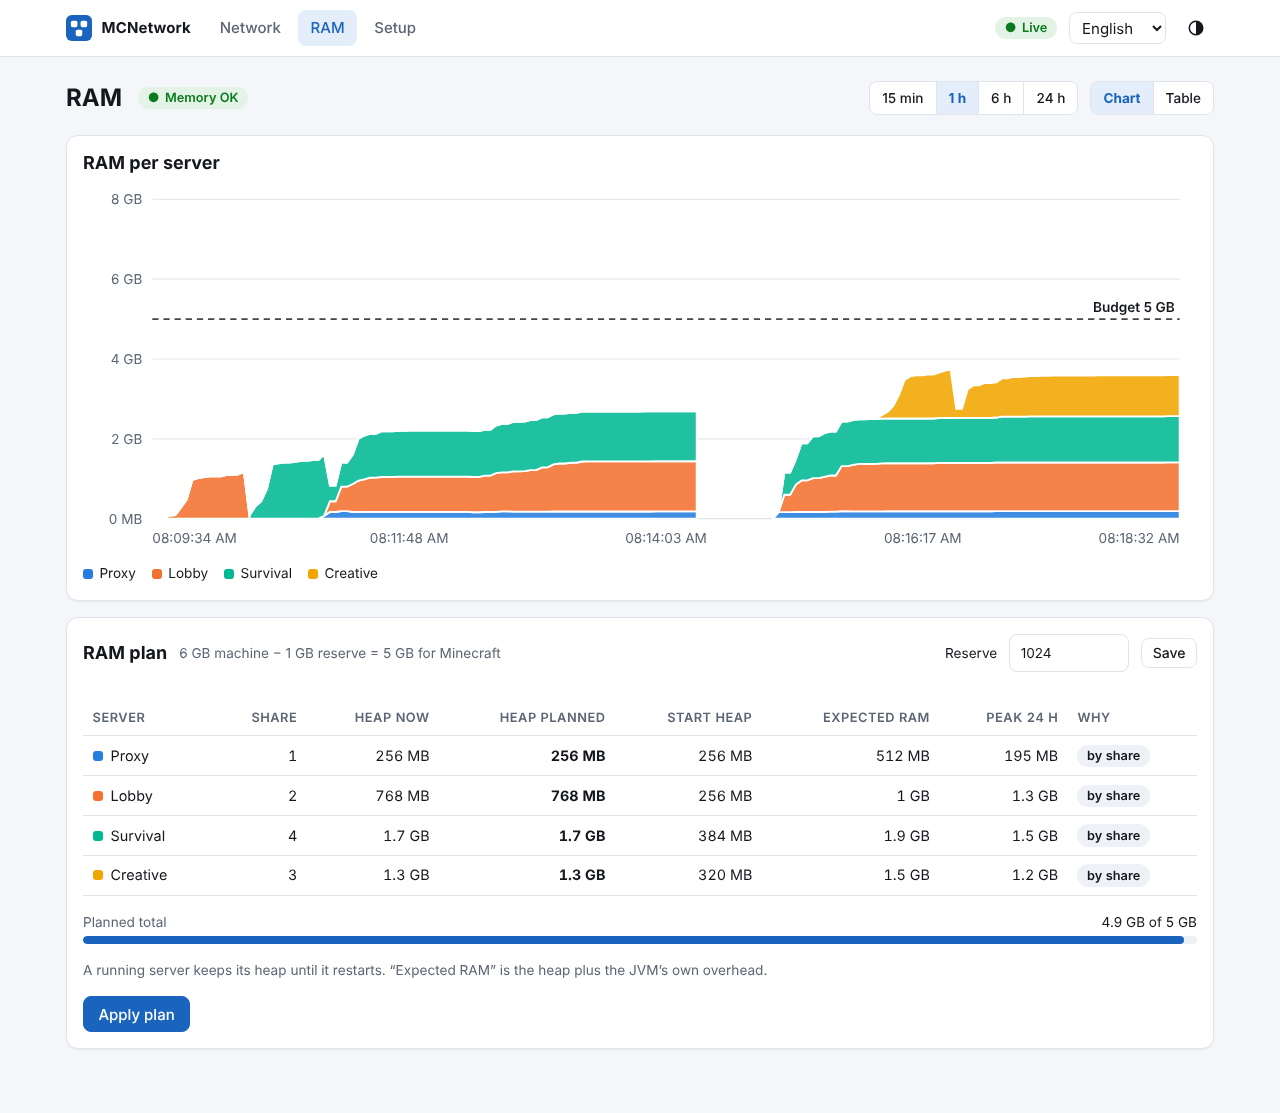 MCNetwork Network RAM Setup Live English
RAM Memory OK 15 min 1 h 6 h 24 h Chart Table
RAM per server
8 GB
6 GB
Budget 5 GB
4 GB
2 GB
0 MB
08:09:34 AM 08:11:48 AM 08:14:03 AM 08:16:17 AM 08:18:32 AM
Proxy Lobby Survival Creative
RAM plan 6 GB machine − 1 GB reserve = 5 GB for Minecraft Reserve 1024 Save
SERVER SHARE HEAP NOW HEAP PLANNED START HEAP EXPECTED RAM PEAK 24 H WHY
Proxy 1 256 MB 256 MB 256 MB 512 MB 195 MB by share
Lobby 2 768 MB 768 MB 256 MB 1 GB 1.3 GB by share
Survival 4 1.7 GB 1.7 GB 384 MB 1.9 GB 1.5 GB by share
Creative 3 1.3 GB 1.3 GB 320 MB 1.5 GB 1.2 GB by share
Planned total 4.9 GB of 5 GB
A running server keeps its heap until it restarts. “Expected RAM” is the heap plus the JVM’s own overhead.
Apply plan